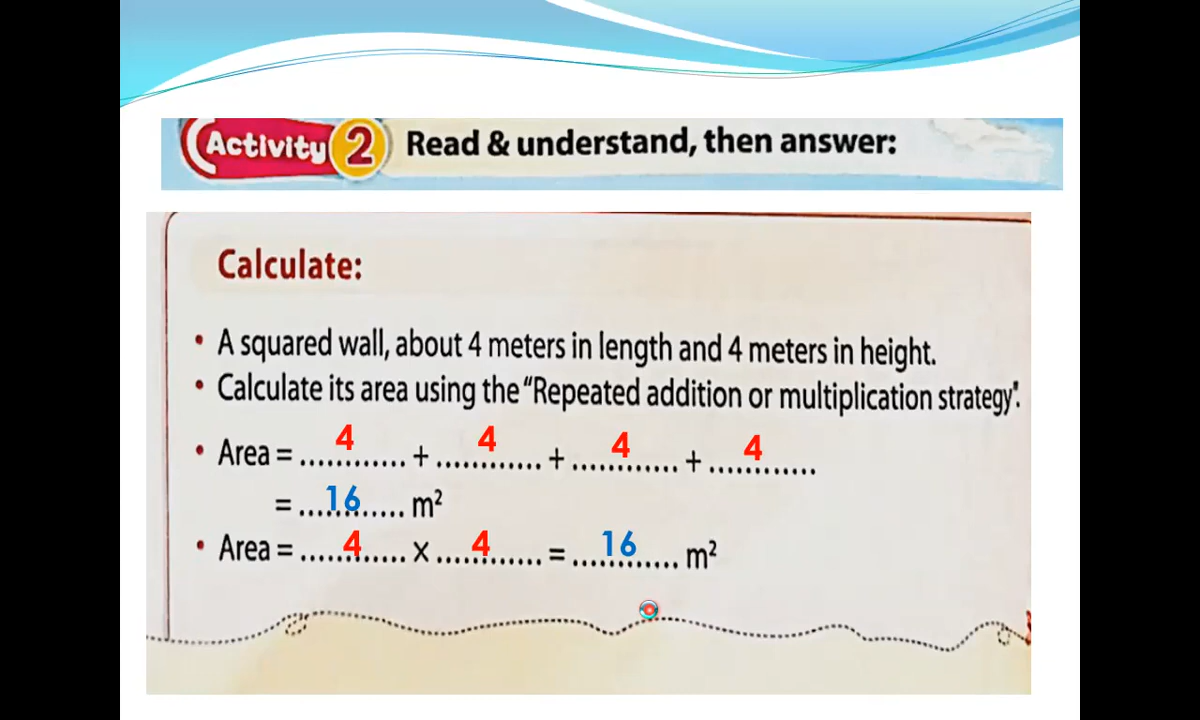 Activity 2 Read & understand, then answer:
Calculate:
• A squared wall, about 4 meters in length and 4 meters in height.
• Calculate its area using the "Repeated addition or multiplication strategy".
• Area = ....4.... + ....4.... + ....4.... + ....4....
= ....16.... m²
• Area = ....4.... x ....4.... = ....16.... m²